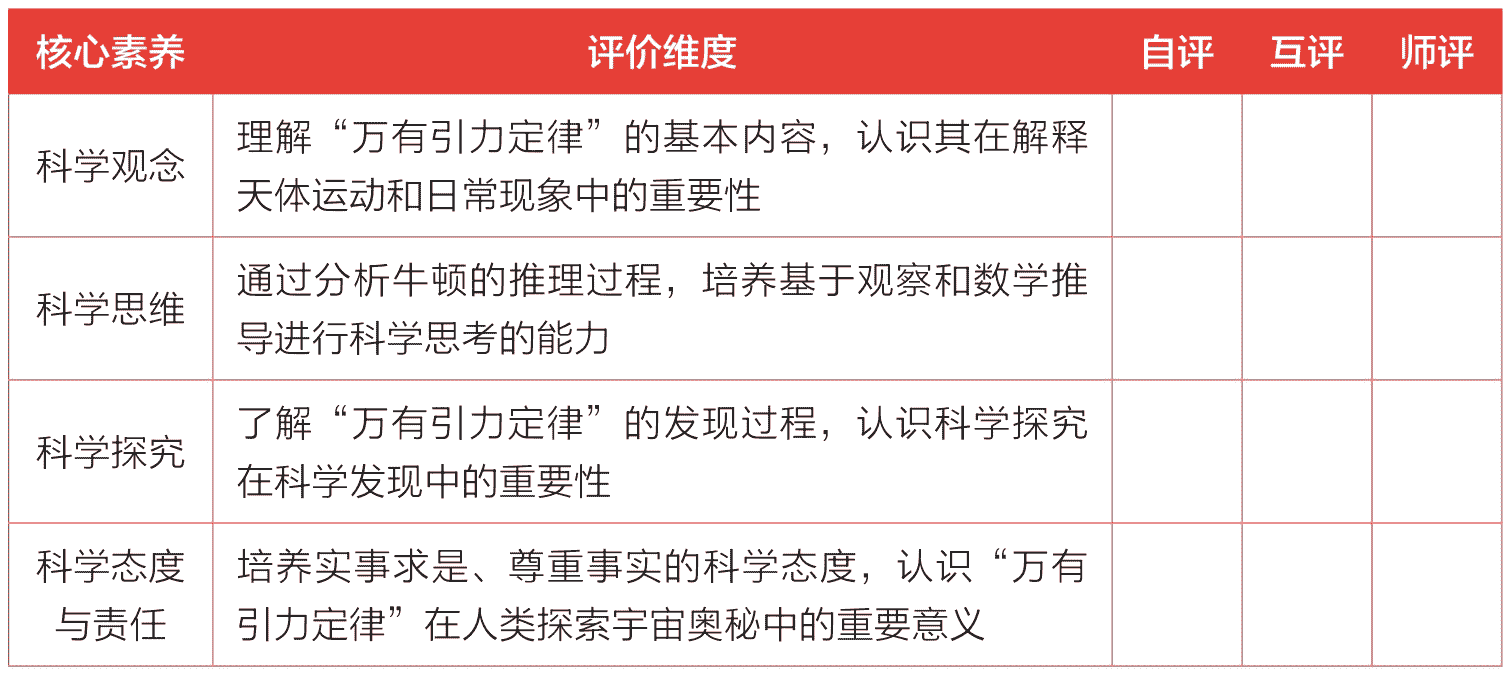 核心素养 评价维度 自评 互评 师评
科学观念
理解“万有引力定律”的基本内容，认识其在解释
天体运动和日常现象中的重要性
科学思维
通过分析牛顿的推理过程，培养基于观察和数学推
导进行科学思考的能力
科学探究
了解“万有引力定律”的发现过程，认识科学探究
在科学发现中的重要性
科学态度
与责任
培养实事求是、尊重事实的科学态度，认识“万有
引力定律”在人类探索宇宙奥秘中的重要意义